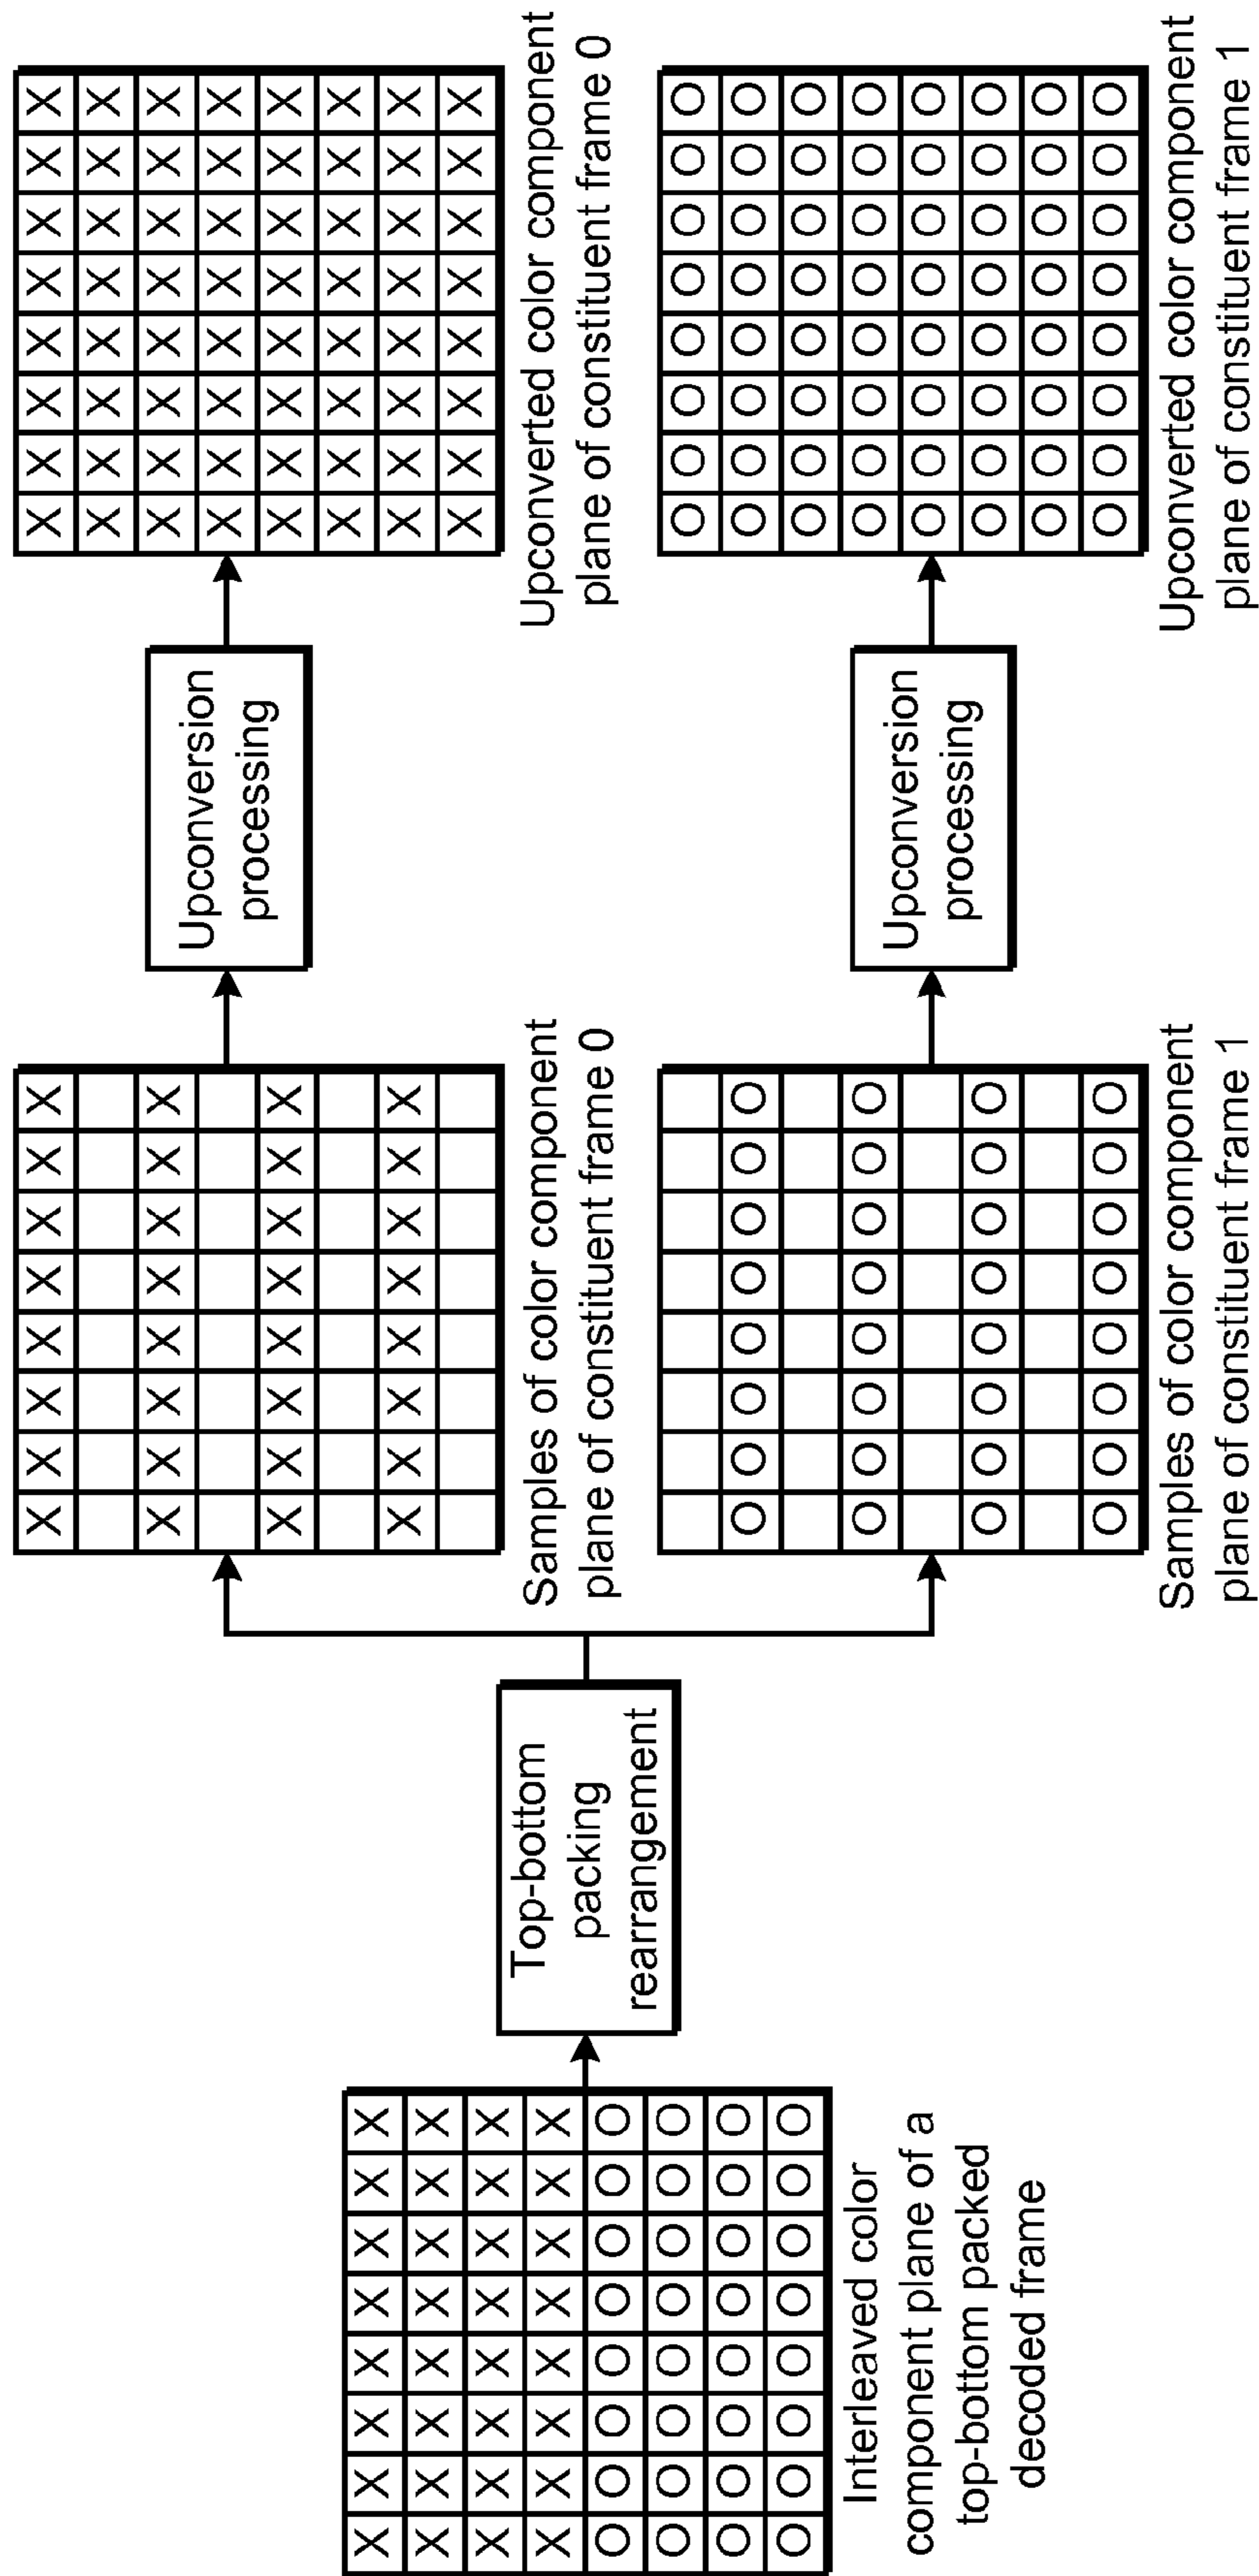 X X X X X X X X
X X X X X X X X
X X X X X X X X
X X X X X X X X
O O O O O O O O
O O O O O O O O
O O O O O O O O
O O O O O O O O
Interleaved color
component plane of a
top-bottom packed
decoded frame
Top-bottom
packing
rearrangement
X X X X X X X X
X X X X X X X X
X X X X X X X X
X X X X X X X X
Samples of color component
plane of constituent frame 0
Upconversion
processing
X X X X X X X X
X X X X X X X X
X X X X X X X X
X X X X X X X X
X X X X X X X X
X X X X X X X X
X X X X X X X X
X X X X X X X X
Upconverted color component
plane of constituent frame 0
O O O O O O O O
O O O O O O O O
O O O O O O O O
O O O O O O O O
Samples of color component
plane of constituent frame 1
Upconversion
processing
O O O O O O O O
O O O O O O O O
O O O O O O O O
O O O O O O O O
O O O O O O O O
O O O O O O O O
O O O O O O O O
O O O O O O O O
Upconverted color component
plane of constituent frame 1